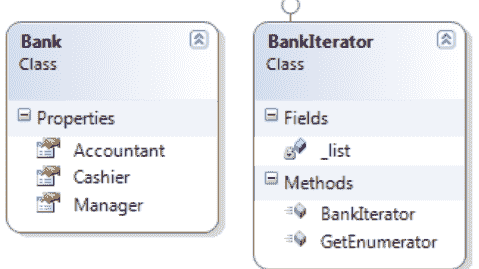 Bank
Class
Properties
Accountant
Cashier
Manager
BankIterator
Class
Fields
_list
Methods
BankIterator
GetEnumerator